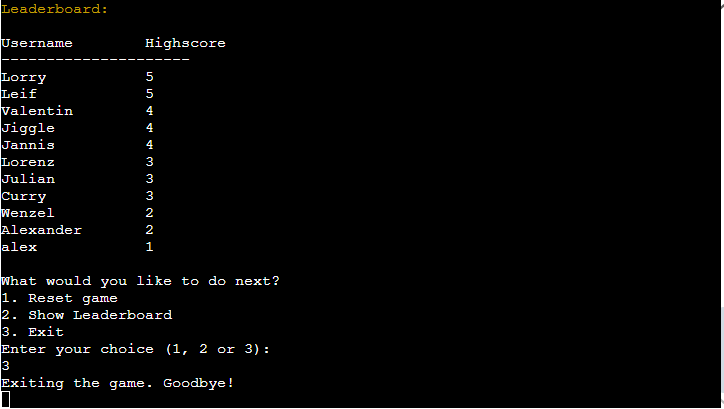 Leaderboard:
Username Highscore
---------------------
Lorry 5
Leif 5
Valentin 4
Jiggle 4
Jannis 4
Lorenz 3
Julian 3
Curry 3
Wenzel 2
Alexander 2
alex 1
What would you like to do next?
1. Reset game
2. Show Leaderboard
3. Exit
Enter your choice (1, 2 or 3):
3
Exiting the game. Goodbye!